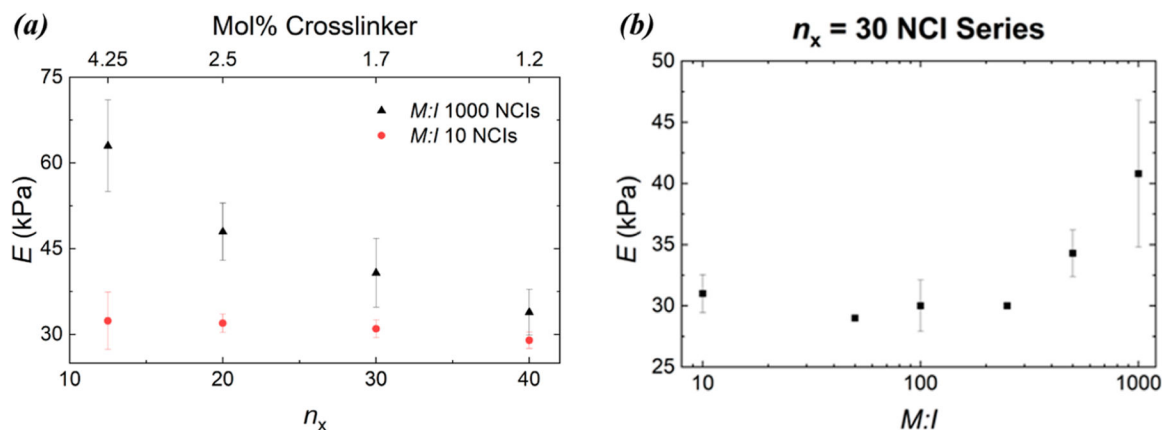 (a)
Mol% Crosslinker
4.25 2.5 1.7 1.2
75
60
45
30
E (kPa)
M:I 1000 NCIs
M:I 10 NCIs
10 20 30 40
nx
(b)
nx = 30 NCI Series
50
45
40
35
30
25
E (kPa)
10 100 1000
M:I